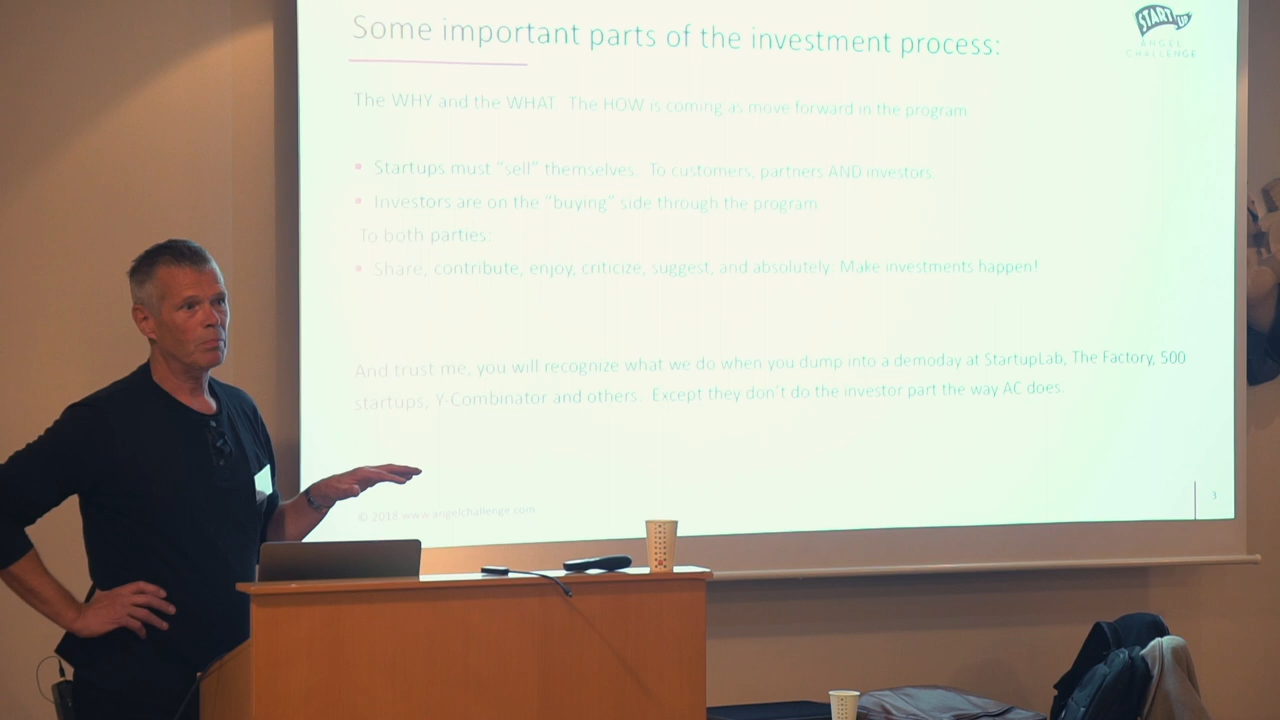 Some important parts of the investment process:
START UP
ANGEL
CHALLENGE
The WHY and the WHAT. The HOW is coming as move forward in the program
Startups must "sell" themselves. To customers, partners AND investors.
Investors are on the "buying" side through the program
To both parties:
Share, contribute, enjoy, criticize, suggest, and absolutely: Make investments happen!
And trust me, you will recognize what we do when you dump into a demoday at StartupLab, The Factory, 500
startups, Y-Combinator and others. Except they don't do the investor part the way AC does.
© 2018 www.angelchallenge.com
3